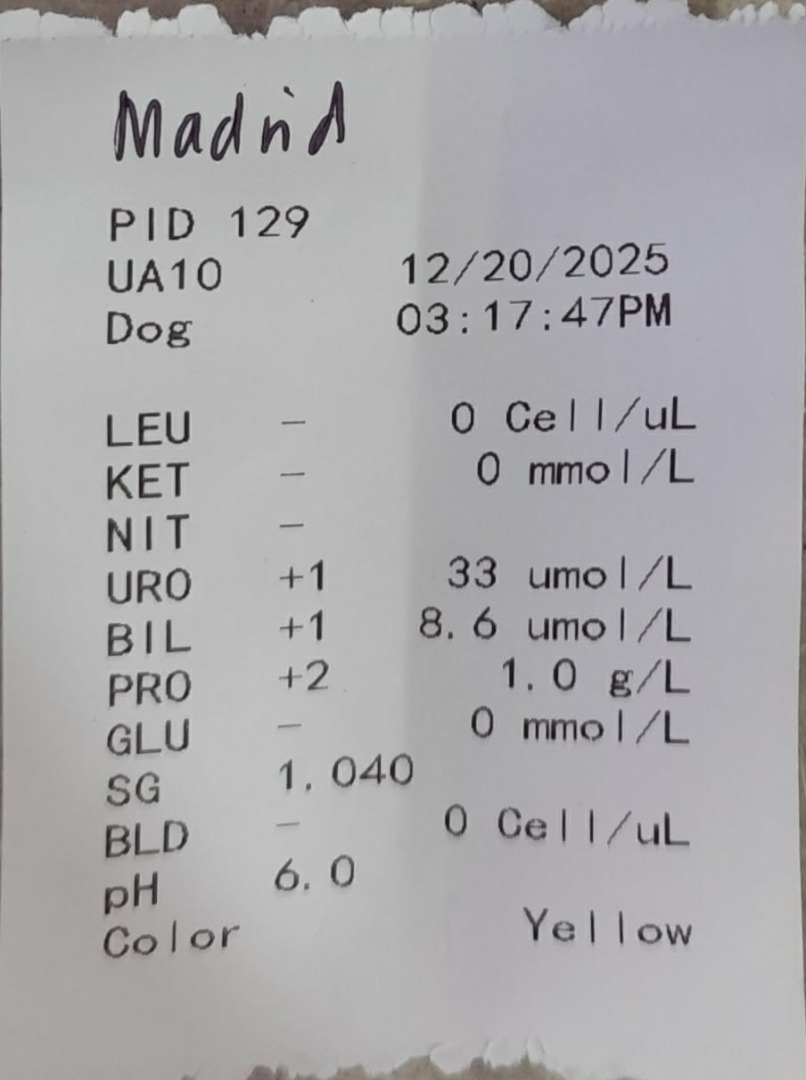 Madrid
PID 129
UA10 12/20/2025
Dog 03:17:47PM
LEU - 0 Cell/uL
KET - 0 mmol/L
NIT -
URO +1 33 umol/L
BIL +1 8.6 umol/L
PRO +2 1.0 g/L
GLU - 0 mmol/L
SG 1.040
BLD - 0 Cell/uL
pH 6.0
Color Yellow